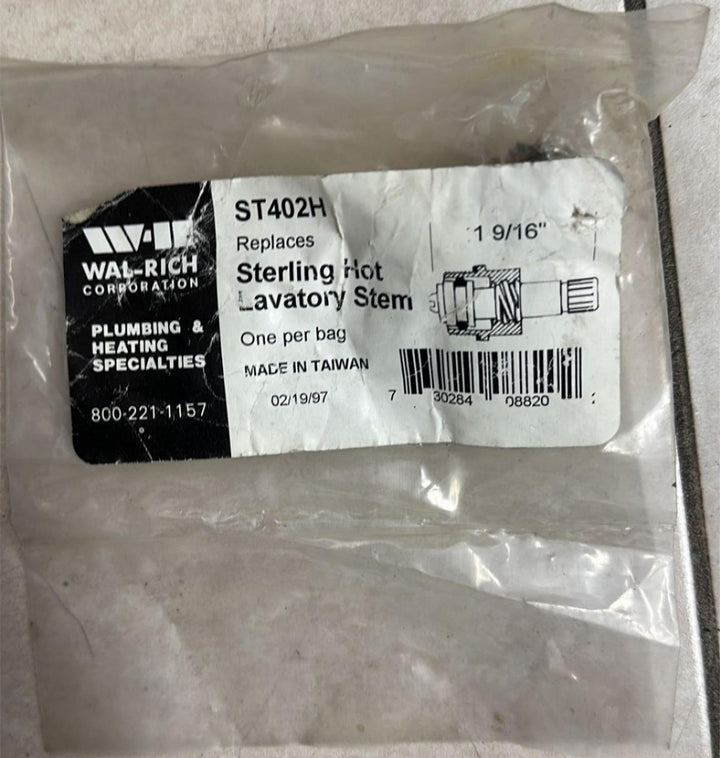 WAL-RICH
CORPORATION
PLUMBING &
HEATING
SPECIALTIES
800-221-1157
ST402H
Replaces
Sterling Hot
Lavatory Stem
One per bag
MADE IN TAIWAN
02/19/97
1 9/16"
7 30284 08820